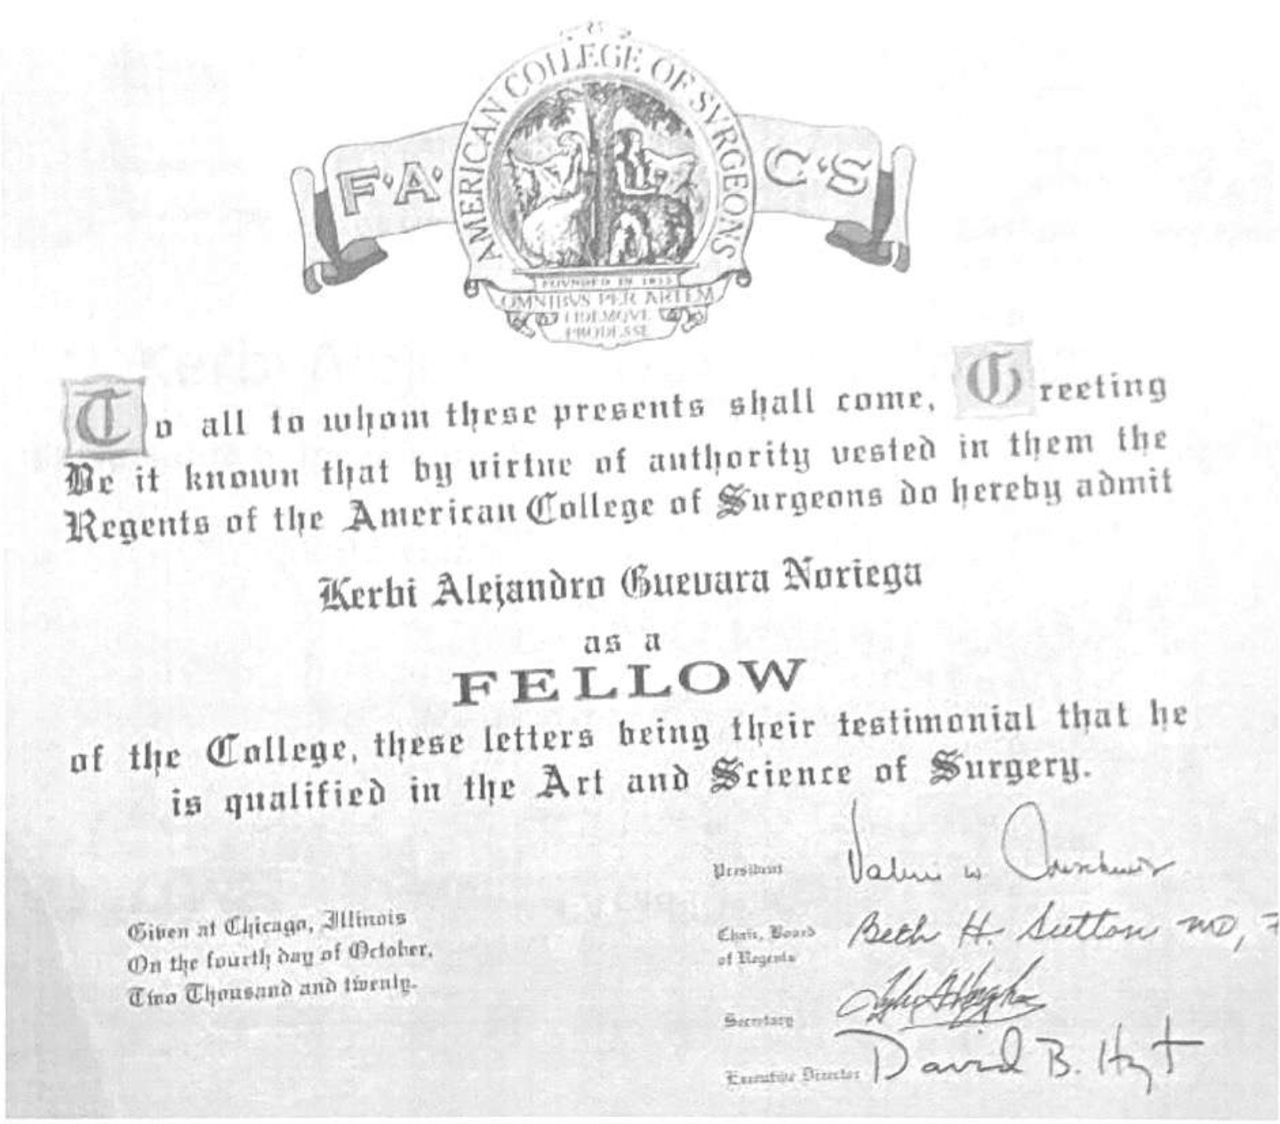 AMERICAN COLLEGE OF SVRGEONS
F·A· C·S
FOVNDED IN 1913
OMNIBVS PER ARTEM
FIDEMQVE
PRODESSE
To all to whom these presents shall come, Greeting
Be it known that by virtue of authority vested in them the
Regents of the American College of Surgeons do hereby admit
Kerbi Alejandro Guevara Noriega
as a
FELLOW
of the College, these letters being their testimonial that he
is qualified in the Art and Science of Surgery.
Given at Chicago, Illinois
On the fourth day of October,
Two Thousand and twenty.
President Valerie W
Chair, Board of Regents Beth H. Sutton MD,
Secretary
Executive Director David B. Hoyt